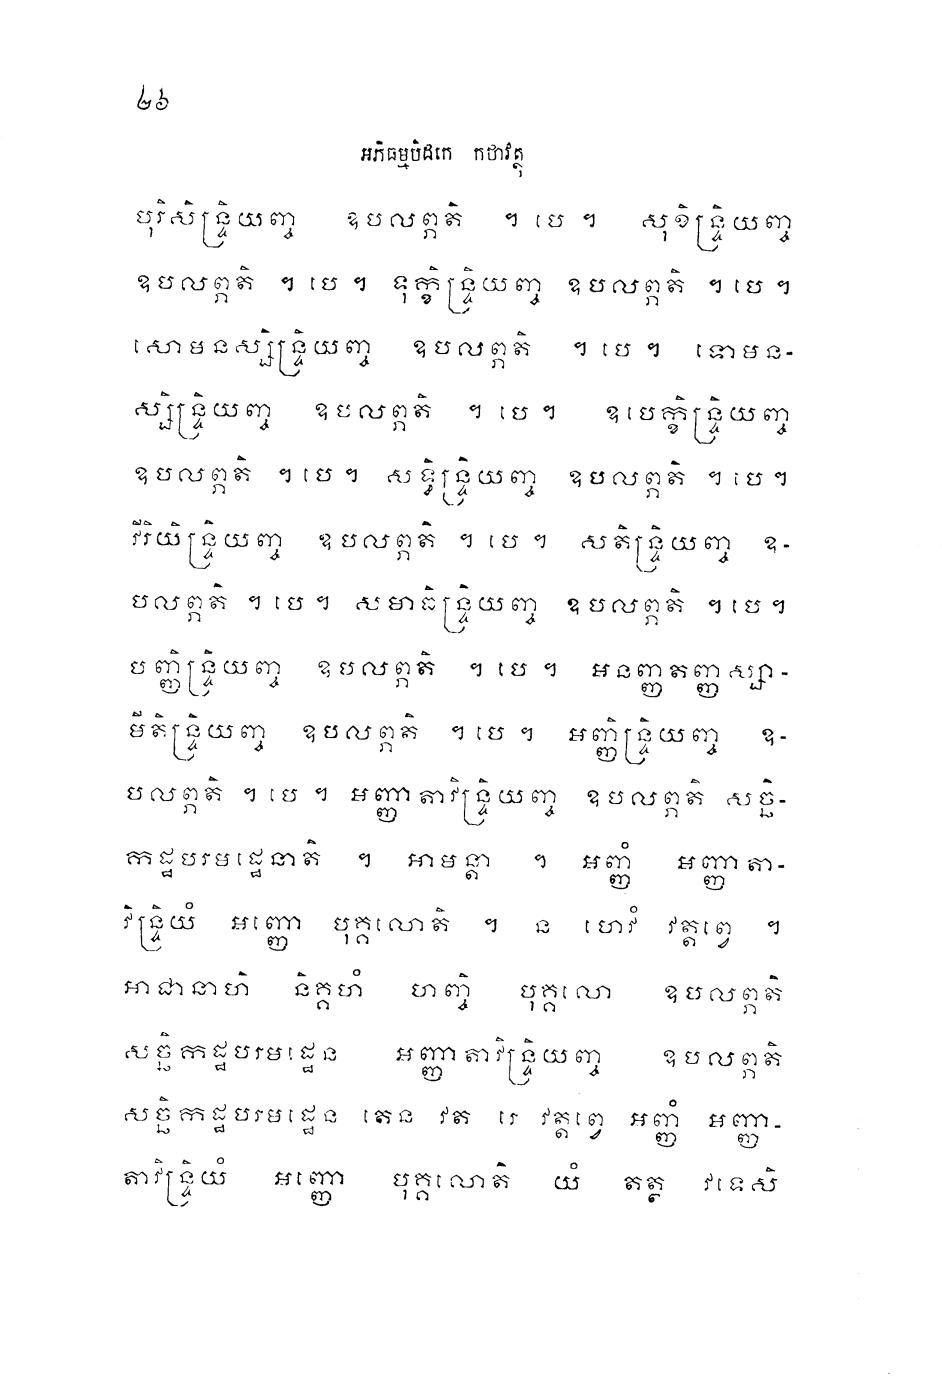 ២៦
អភិធម្មបិដកេ កថាវត្ថុ
បុរិសិន្ទ្រិយញ្ច ឧបលព្ភតិ ។ បេ ។ សុខិន្ទ្រិយញ្ច
ឧបលព្ភតិ ។ បេ ។ ទុក្ខិន្ទ្រិយញ្ច ឧបលព្ភតិ ។ បេ ។
សោមនស្សិន្ទ្រិយញ្ច ឧបលព្ភតិ ។ បេ ។ ទោមន-
ស្សិន្ទ្រិយញ្ច ឧបលព្ភតិ ។ បេ ។ ឧបេក្ខិន្ទ្រិយញ្ច
ឧបលព្ភតិ ។ បេ ។ សទ្ធិន្ទ្រិយញ្ច ឧបលព្ភតិ ។ បេ ។
វីរិយិន្ទ្រិយញ្ច ឧបលព្ភតិ ។ បេ ។ សតិន្ទ្រិយញ្ច ឧ-
បលព្ភតិ ។ បេ ។ សមាធិន្ទ្រិយញ្ច ឧបលព្ភតិ ។ បេ ។
បញ្ញិន្ទ្រិយញ្ច ឧបលព្ភតិ ។ បេ ។ អនញ្ញតញ្ញស្សា-
មីតិន្ទ្រិយញ្ច ឧបលព្ភតិ ។ បេ ។ អញ្ញិន្ទ្រិយញ្ច ឧ-
បលព្ភតិ ។ បេ ។ អញ្ញាតាវិន្ទ្រិយញ្ច ឧបលព្ភតិ សច្ឆិ-
កដ្ឋបរមដ្ឋេនាតិ ។ អាមន្តា ។ អញ្ញំ អញ្ញាតា-
វិន្ទ្រិយំ អញ្ញោ បុគ្គលោតិ ។ ន ហេវំ វត្តព្វេ ។
អាជានាហិ និគ្គហំ ហញ្ចិ បុគ្គលោ ឧបលព្ភតិ
សច្ឆិកដ្ឋបរមដ្ឋេន អញ្ញាតាវិន្ទ្រិយញ្ច ឧបលព្ភតិ
សច្ឆិកដ្ឋបរមដ្ឋេន តេន វត រេ វត្តព្វេ អញ្ញំ អញ្ញា-
តាវិន្ទ្រិយំ អញ្ញោ បុគ្គលោតិ យំ តត្ថ វទេសិ